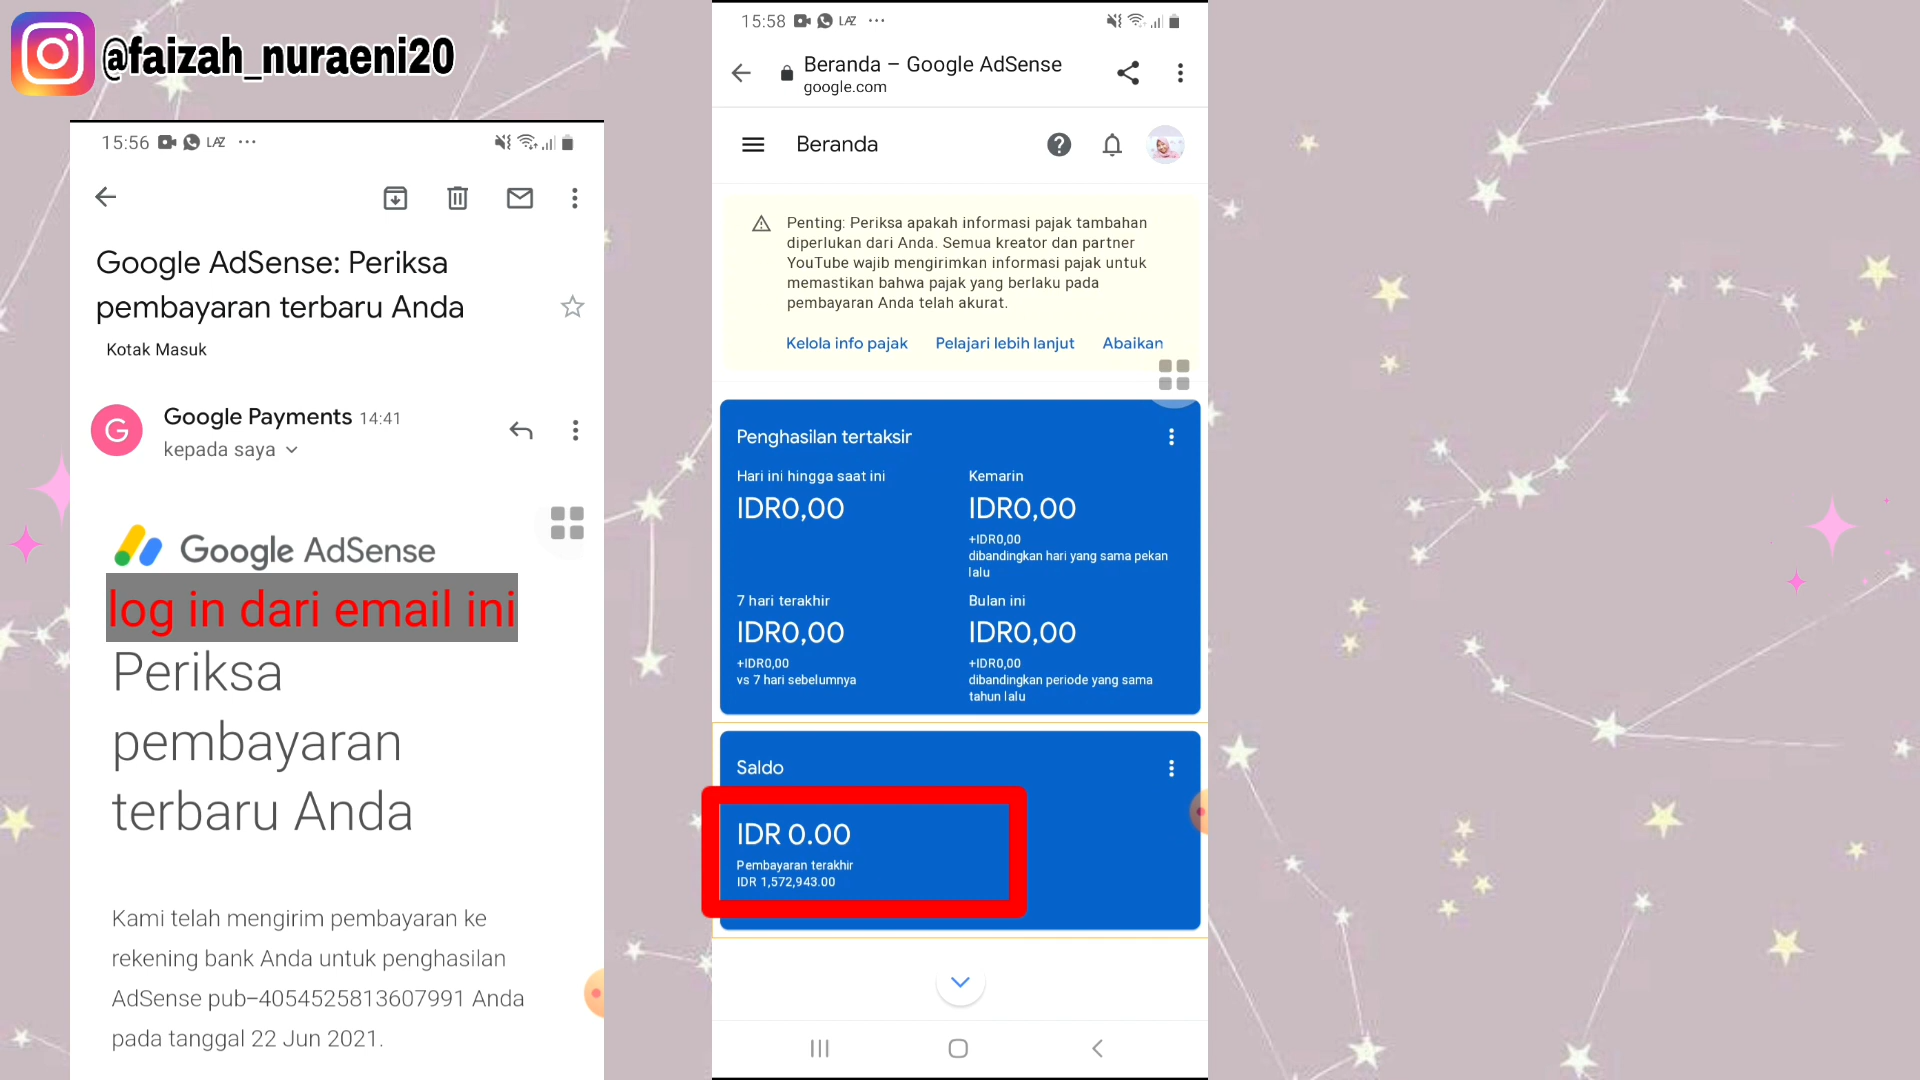 @faizah_nuraeni20
15:56 LAZ ...
Google AdSense: Periksa
pembayaran terbaru Anda
Kotak Masuk
G
Google Payments 14:41
kepada saya
Google AdSense
log in dari email ini
Periksa
pembayaran
terbaru Anda
Kami telah mengirim pembayaran ke
rekening bank Anda untuk penghasilan
AdSense pub-4054525813607991 Anda
pada tanggal 22 Jun 2021.
15:58 LAZ ...
Beranda – Google AdSense
google.com
Beranda
Penting: Periksa apakah informasi pajak tambahan
diperlukan dari Anda. Semua kreator dan partner
YouTube wajib mengirimkan informasi pajak untuk
memastikan bahwa pajak yang berlaku pada
pembayaran Anda telah akurat.
Kelola info pajak Pelajari lebih lanjut Abaikan
Penghasilan tertaksir
Hari ini hingga saat ini
IDR0,00
Kemarin
IDR0,00
+IDR0,00
dibandingkan hari yang sama pekan
lalu
7 hari terakhir
IDR0,00
+IDR0,00
vs 7 hari sebelumnya
Bulan ini
IDR0,00
+IDR0,00
dibandingkan periode yang sama
tahun lalu
Saldo
IDR 0.00
Pembayaran terakhir
IDR 1,572,943.00